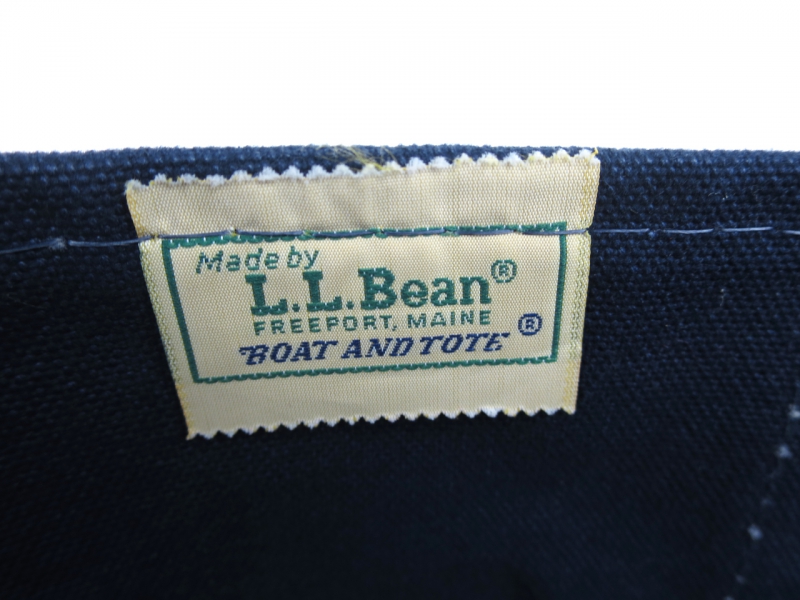 Made by
L.L.Bean®
FREEPORT, MAINE
BOAT AND TOTE®